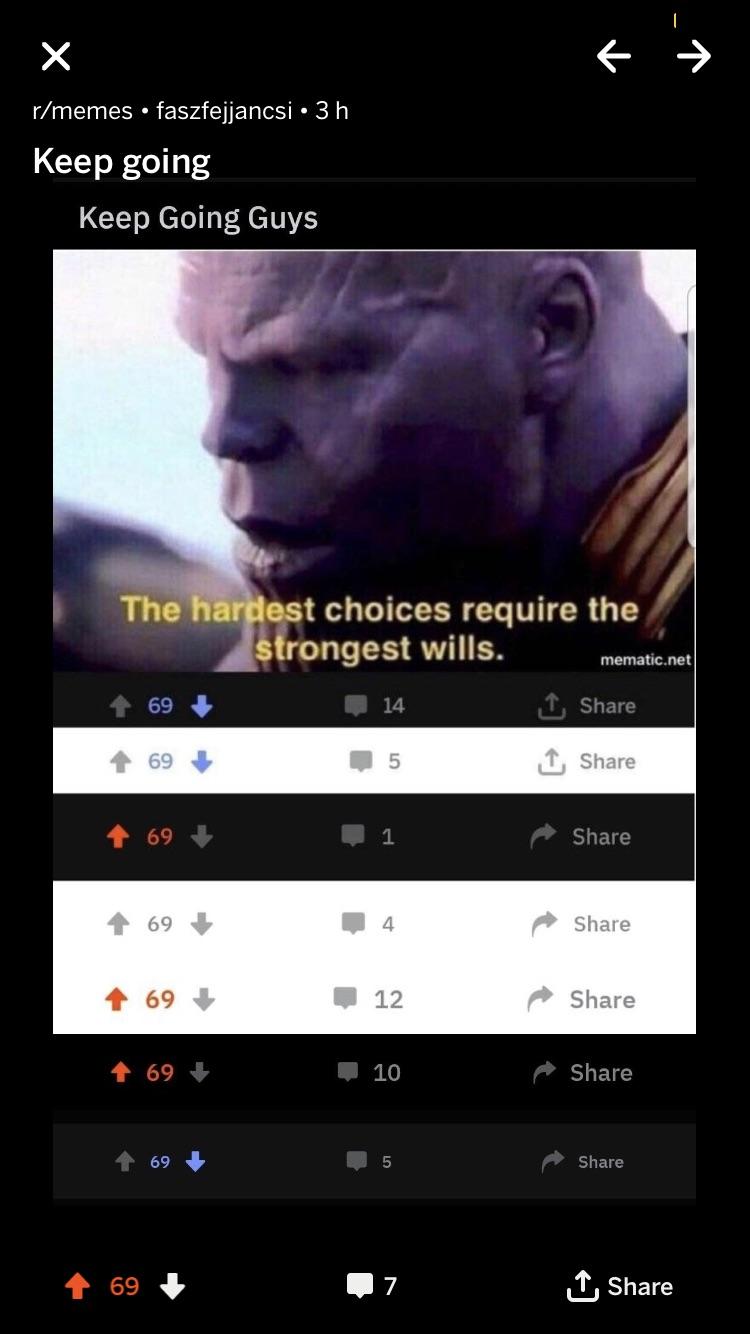 r/memes • faszfejjancsi • 3 h
Keep going
Keep Going Guys
The hardest choices require the
strongest wills.
mematic.net
69 14 Share
69 5 Share
69 1 Share
69 4 Share
69 12 Share
69 10 Share
69 5 Share
69 7 Share